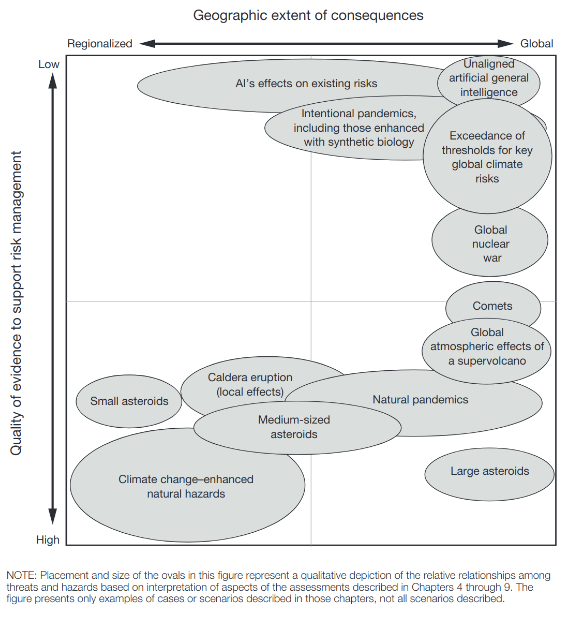 Geographic extent of consequences
Regionalized
Global
Low
Quality of evidence to support risk management
High
AI's effects on existing risks
Unaligned
artificial general
intelligence
Intentional pandemics,
including those enhanced
with synthetic biology
Exceedance of
thresholds for key
global climate
risks
Global
nuclear
war
Comets
Global
atmospheric effects of
a supervolcano
Caldera eruption
(local effects)
Small asteroids
Natural pandemics
Medium-sized
asteroids
Climate change–enhanced
natural hazards
Large asteroids
NOTE: Placement and size of the ovals in this figure represent a qualitative depiction of the relative relationships among
threats and hazards based on interpretation of aspects of the assessments described in Chapters 4 through 9. The
figure presents only examples of cases or scenarios described in those chapters, not all scenarios described.